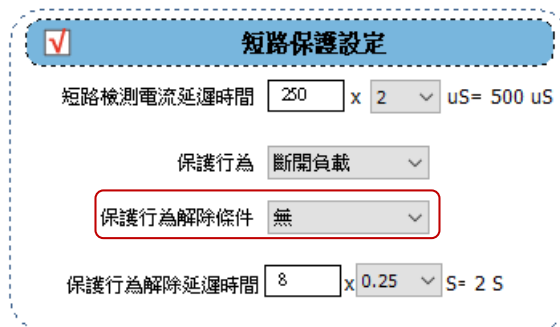 短路保護設定
短路檢測電流延遲時間 250 x 2 uS= 500 uS
保護行為 斷開負載
保護行為解除條件 無
保護行為解除延遲時間 8 x 0.25 S= 2 S